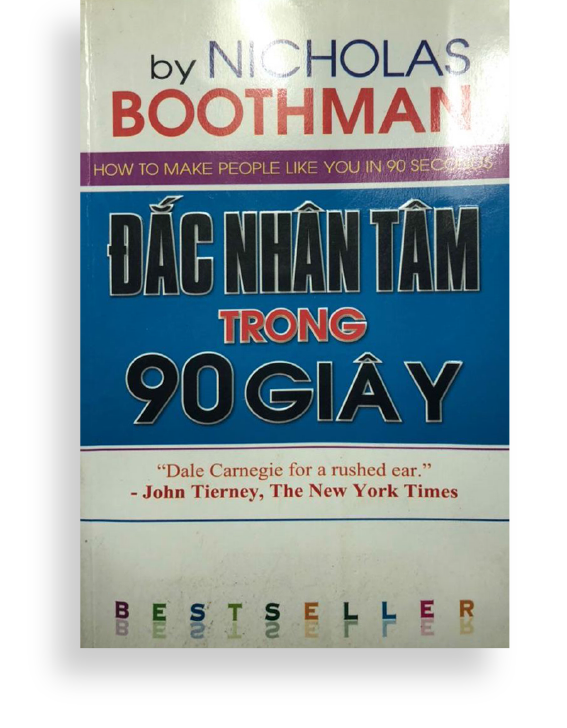 by NICHOLAS
BOOTHMAN
HOW TO MAKE PEOPLE LIKE YOU IN 90 SECONDS
ĐẮC NHÂN TÂM
TRONG
90 GIÂY
“Dale Carnegie for a rushed ear.”
- John Tierney, The New York Times
BESTSELLER